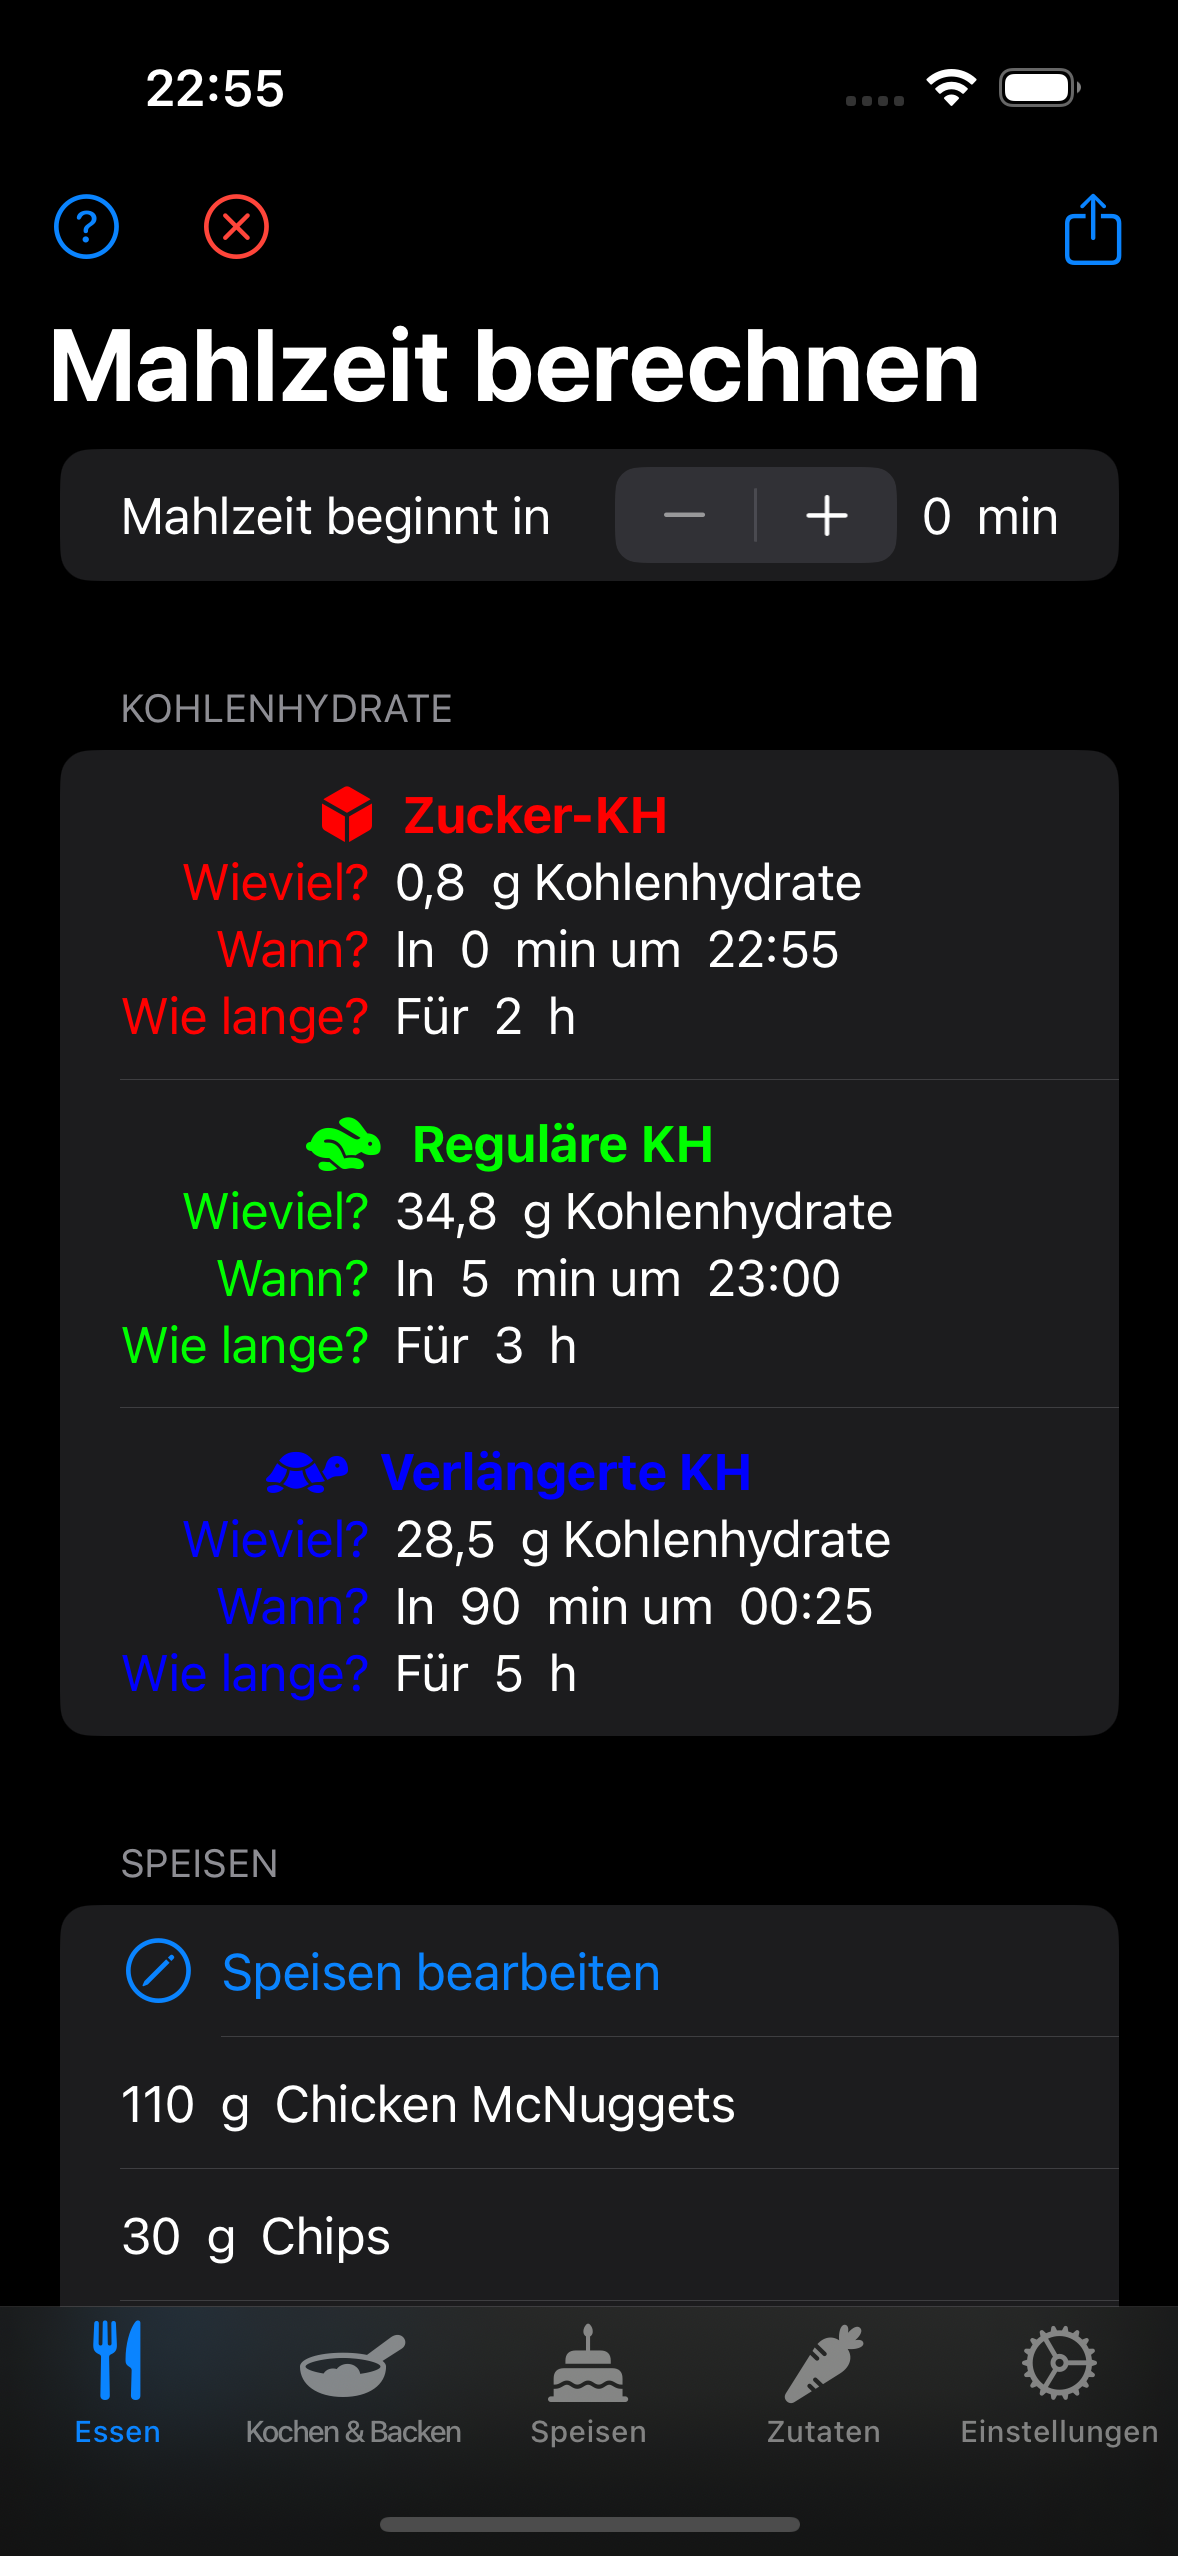 22:55
Mahlzeit berechnen
Mahlzeit beginnt in 0 min
KOHLENHYDRATE
Zucker-KH
Wieviel? 0,8 g Kohlenhydrate
Wann? In 0 min um 22:55
Wie lange? Für 2 h
Reguläre KH
Wieviel? 34,8 g Kohlenhydrate
Wann? In 5 min um 23:00
Wie lange? Für 3 h
Verlängerte KH
Wieviel? 28,5 g Kohlenhydrate
Wann? In 90 min um 00:25
Wie lange? Für 5 h
SPEISEN
Speisen bearbeiten
110 g Chicken McNuggets
30 g Chips
Essen Kochen & Backen Speisen Zutaten Einstellungen